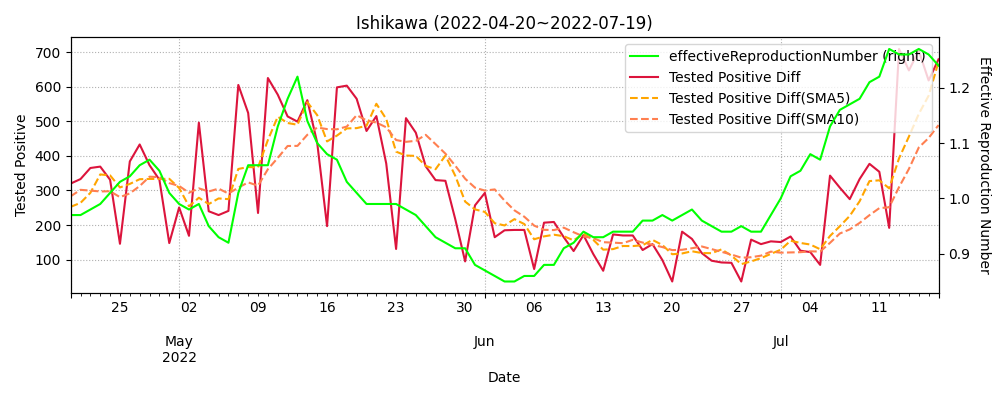 Ishikawa (2022-04-20~2022-07-19)
effectiveReproductionNumber (right)
Tested Positive Diff
Tested Positive Diff(SMA5)
Tested Positive Diff(SMA10)
Tested Positive
700
600
500
400
300
200
100
1.2
1.1
1.0
0.9
Effective Reproduction Number
25 02 09 16 23 30 06 13 20 27 04 11
May Jun Jul
2022
Date